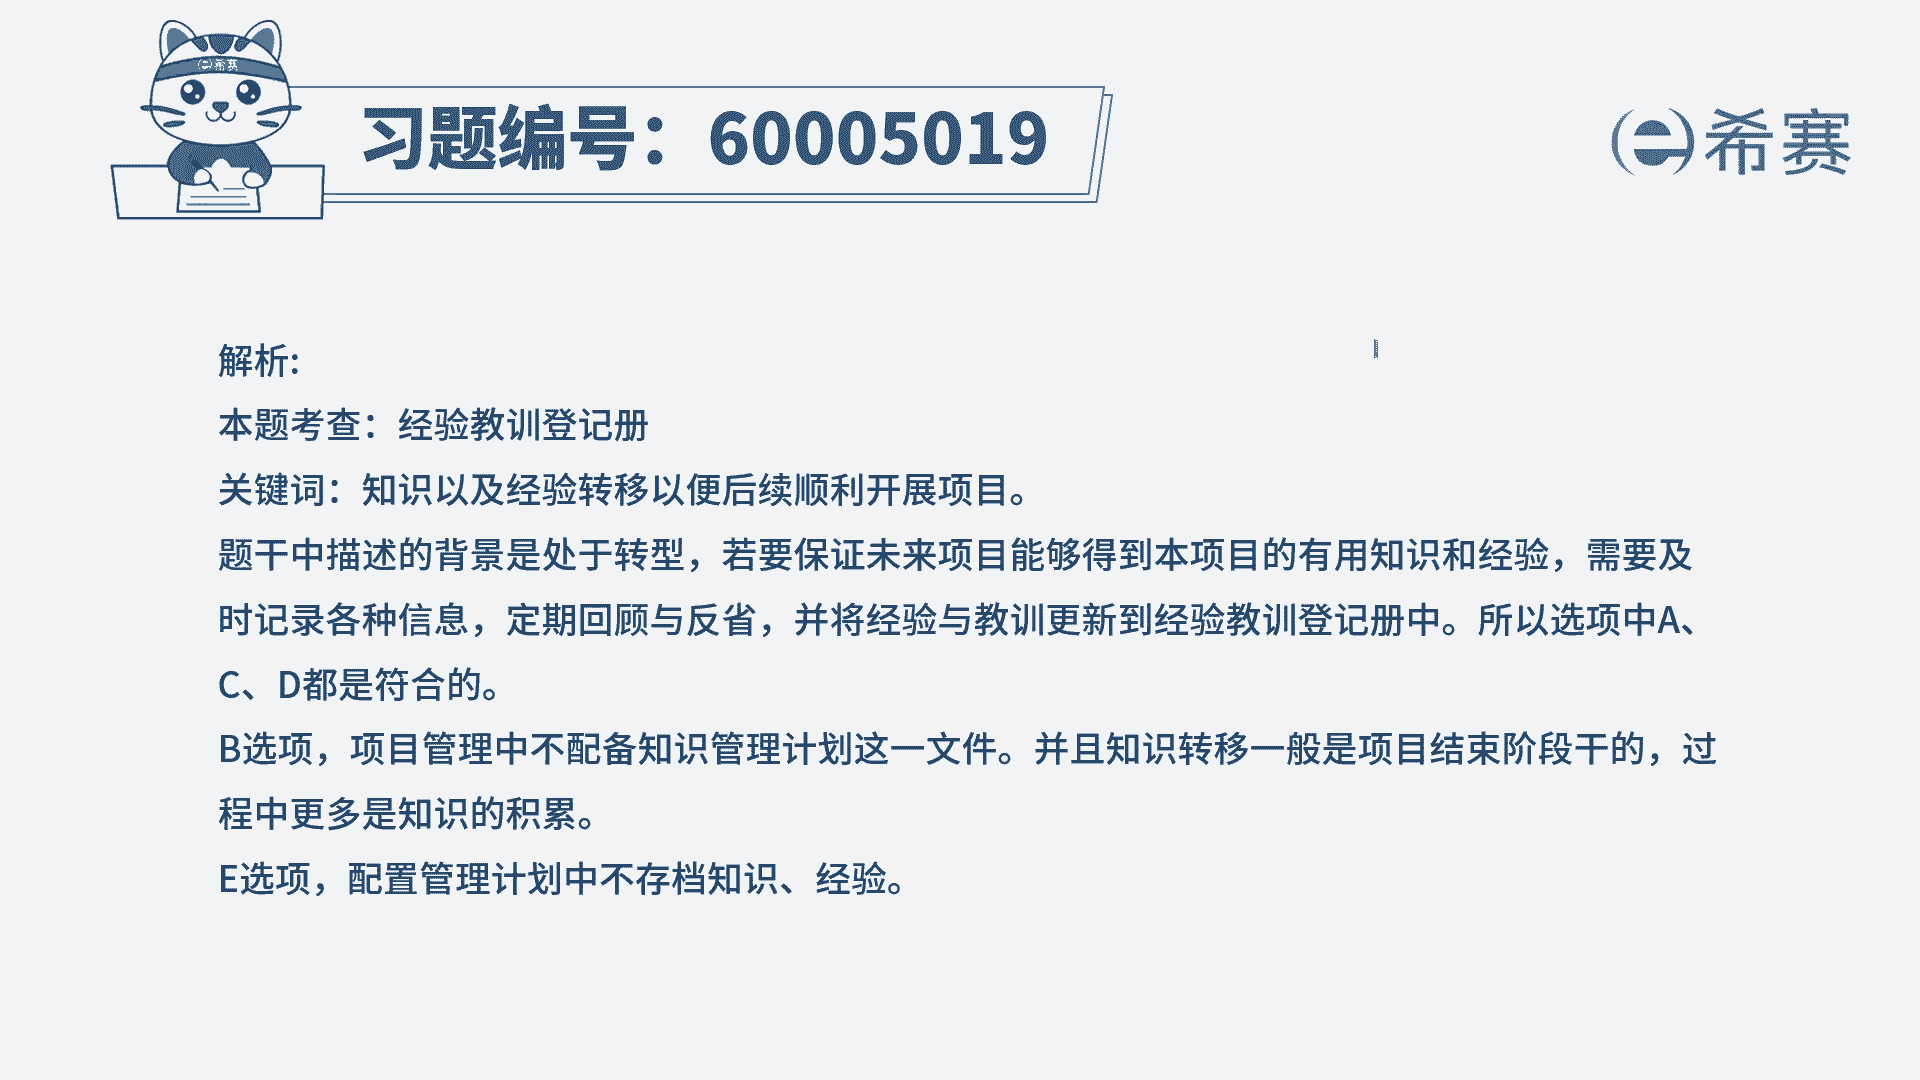 希赛
习题编号：60005019
希赛
解析:
本题考查：经验教训登记册
关键词：知识以及经验转移以便后续顺利开展项目。
题干中描述的背景是处于转型，若要保证未来项目能够得到本项目的有用知识和经验，需要及
时记录各种信息，定期回顾与反省，并将经验与教训更新到经验教训登记册中。所以选项中A、
C、D都是符合的。
B选项，项目管理中不配备知识管理计划这一文件。并且知识转移一般是项目结束阶段干的，过
程中更多是知识的积累。
E选项，配置管理计划中不存档知识、经验。